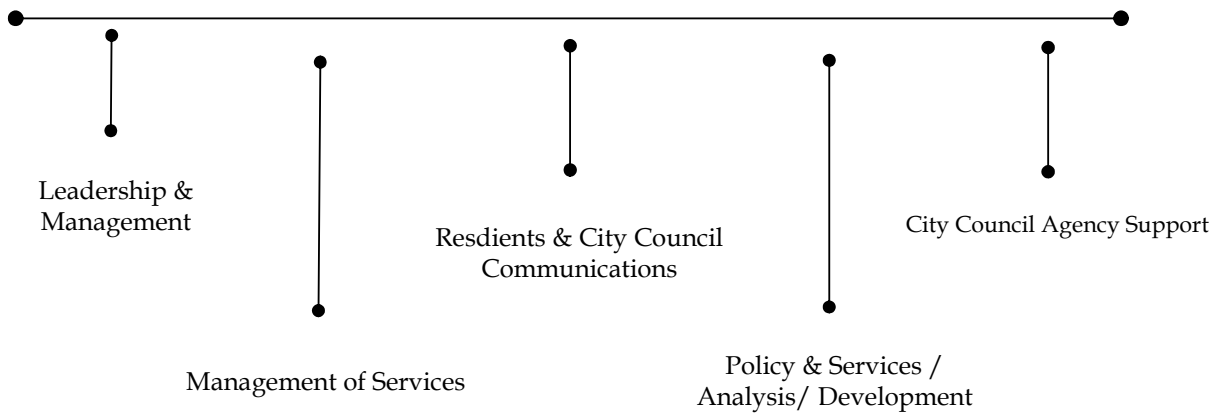 Leadership &
Management
Management of Services
Resdients & City Council
Communications
Policy & Services /
Analysis/ Development
City Council Agency Support